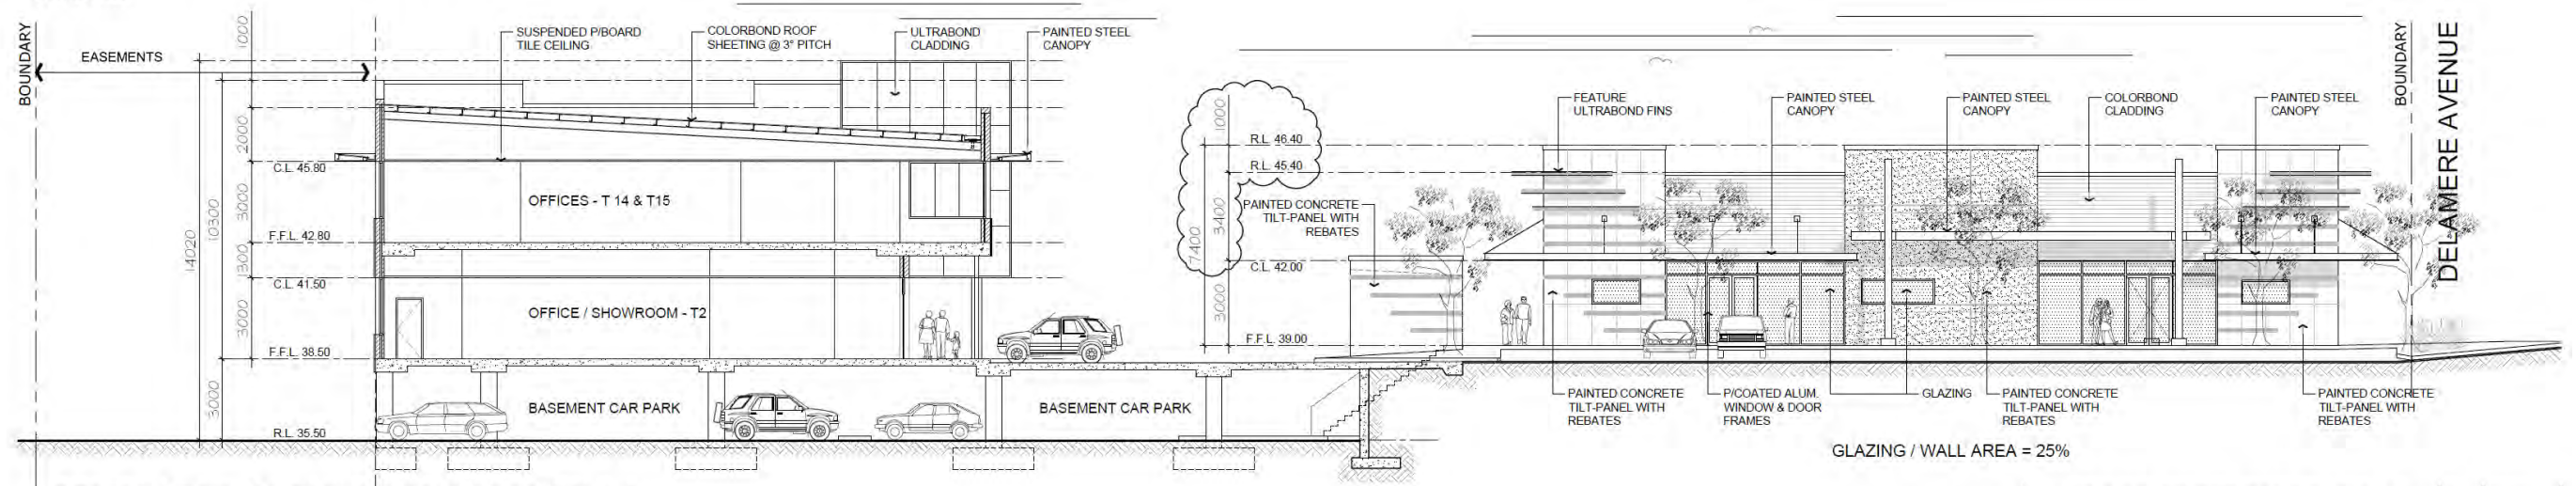 BOUNDARY
EASEMENTS
1000
SUSPENDED P/BOARD
TILE CEILING
COLORBOND ROOF
SHEETING @ 3° PITCH
ULTRABOND
CLADDING
PAINTED STEEL
CANOPY
2000
C.L. 45.80
3000
OFFICES - T 14 & T15
F.F.L. 42.80
1300
C.L. 41.50
3000
OFFICE / SHOWROOM - T2
F.F.L. 38.50
14020
10300
3000
BASEMENT CAR PARK
BASEMENT CAR PARK
R.L. 35.50
1000
R.L. 46.40
R.L. 45.40
3400
7400
C.L. 42.00
3000
F.F.L. 39.00
PAINTED CONCRETE
TILT-PANEL WITH
REBATES
FEATURE
ULTRABOND FINS
PAINTED STEEL
CANOPY
PAINTED STEEL
CANOPY
COLORBOND
CLADDING
PAINTED STEEL
CANOPY
BOUNDARY
DELAMERE AVENUE
PAINTED CONCRETE
TILT-PANEL WITH
REBATES
P/COATED ALUM.
WINDOW & DOOR
FRAMES
GLAZING
PAINTED CONCRETE
TILT-PANEL WITH
REBATES
PAINTED CONCRETE
TILT-PANEL WITH
REBATES
GLAZING / WALL AREA = 25%